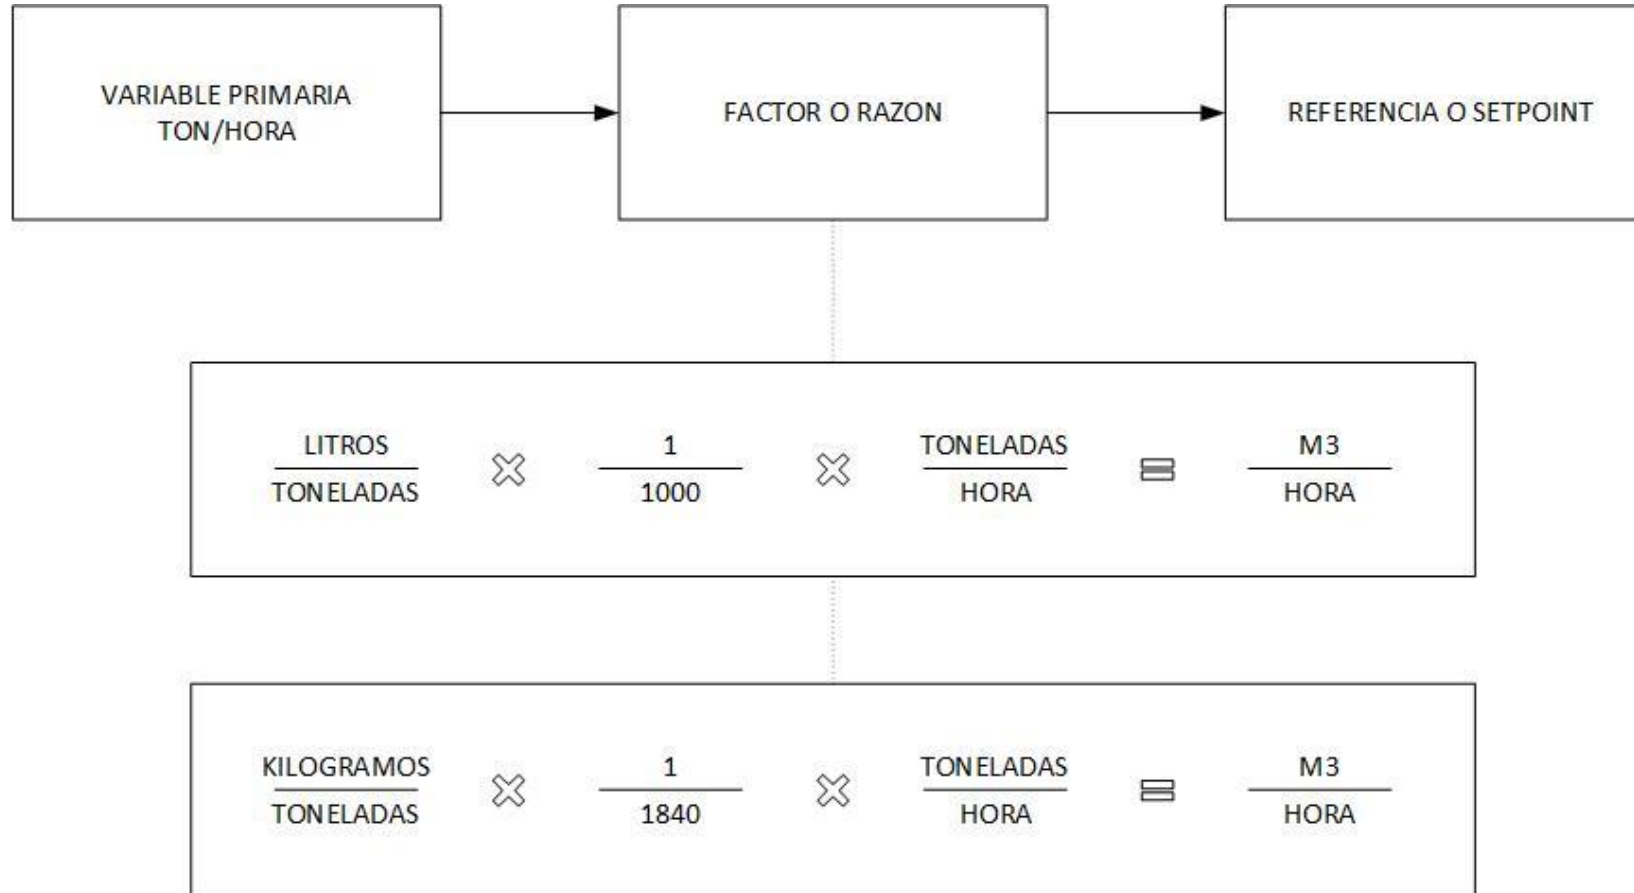 VARIABLE PRIMARIA
TON/HORA
FACTOR O RAZON
REFERENCIA O SETPOINT
LITROS
TONELADAS
1
1000
TONELADAS
HORA
=
M3
HORA
KILOGRAMOS
TONELADAS
1
1840
TONELADAS
HORA
=
M3
HORA